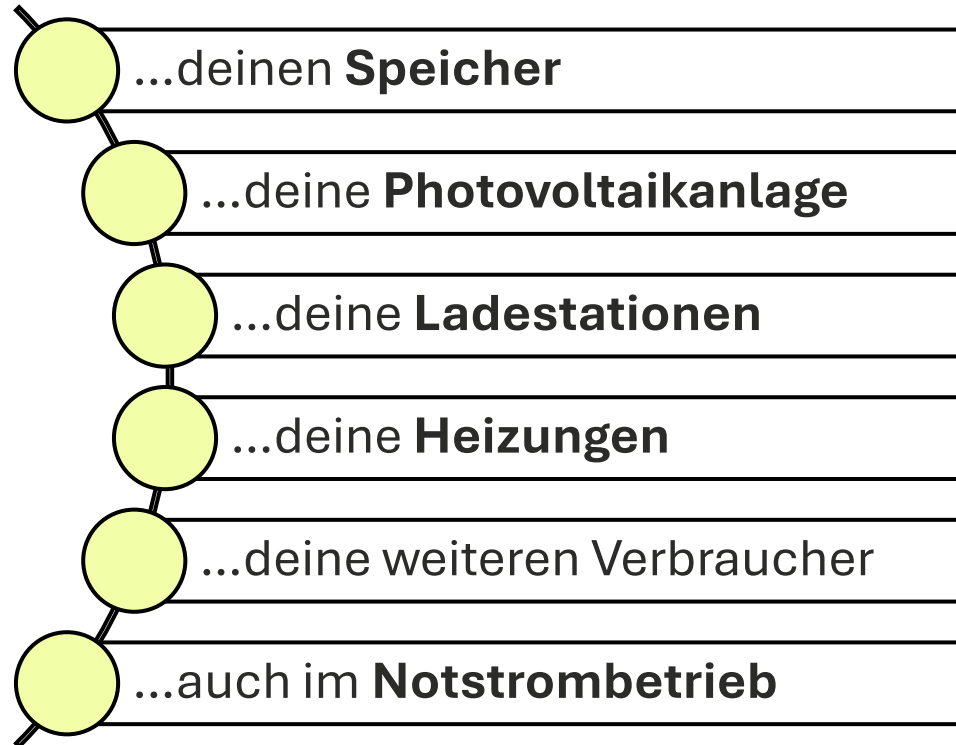 ...deinen Speicher
...deine Photovoltaikanlage
...deine Ladestationen
...deine Heizungen
...deine weiteren Verbraucher
...auch im Notstrombetrieb